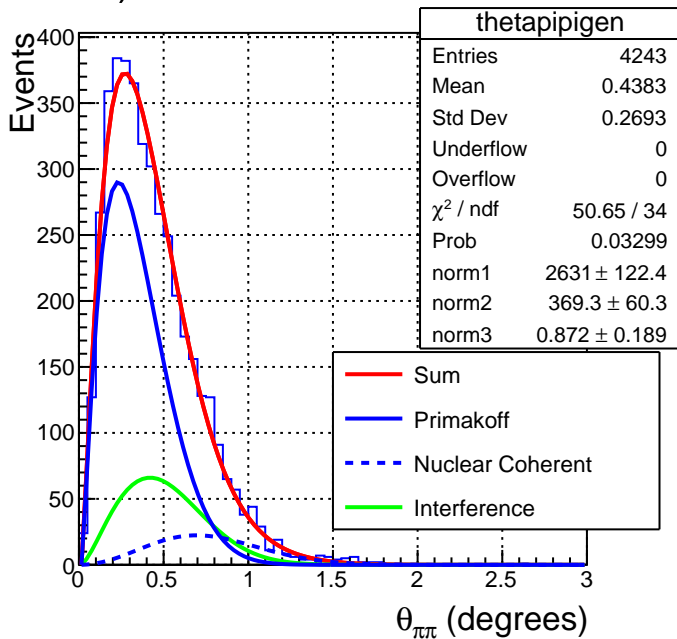 )
thetapipigen
Entries 4243
Mean 0.4383
Std Dev 0.2693
Underflow 0
Overflow 0
χ² / ndf 50.65 / 34
Prob 0.03299
norm1 2631 ± 122.4
norm2 369.3 ± 60.3
norm3 0.872 ± 0.189
Sum
Primakoff
Nuclear Coherent
Interference
Events
400
350
300
250
200
150
100
50
0
0 0.5 1 1.5 2 2.5 3
θππ (degrees)